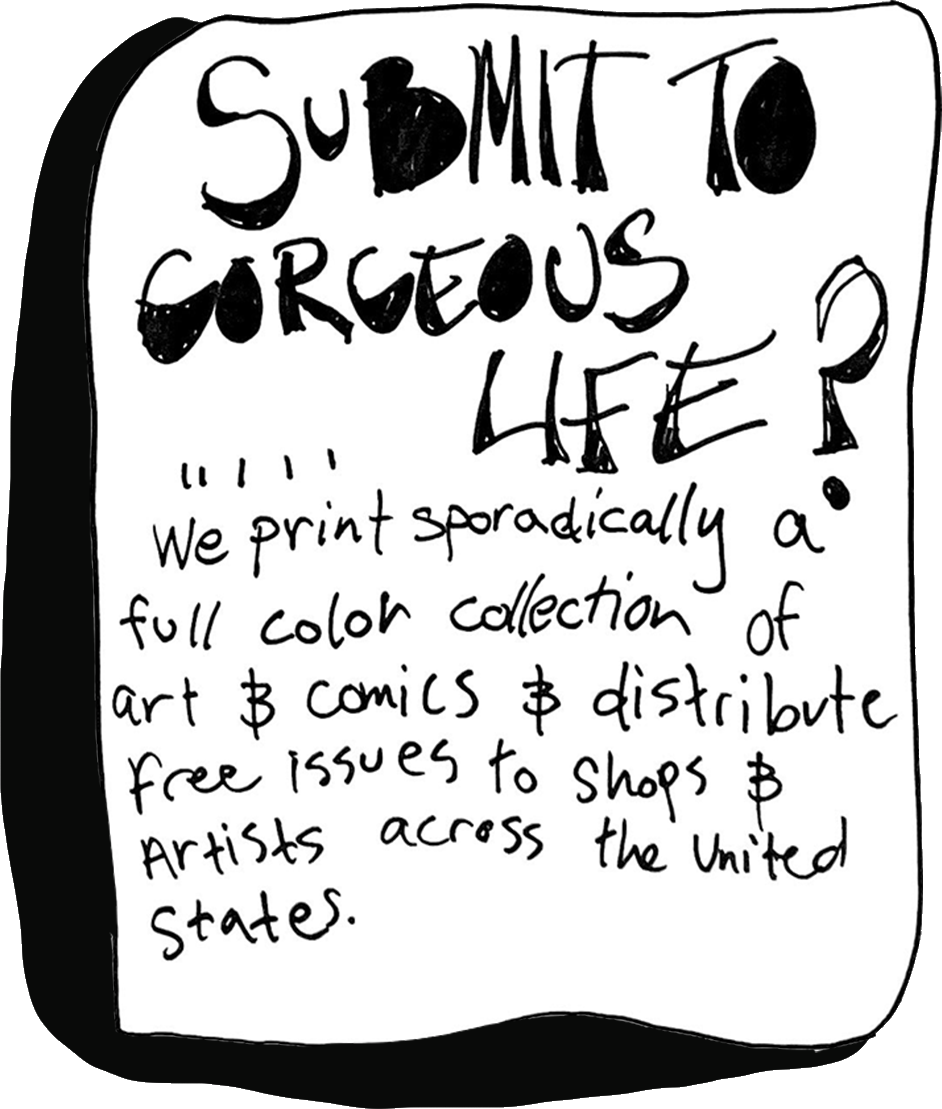 SUBMIT TO
GORGEOUS
LIFE?
We print sporadically a
full color collection of
art & comics & distribute
free issues to shops &
Artists across the United
States.